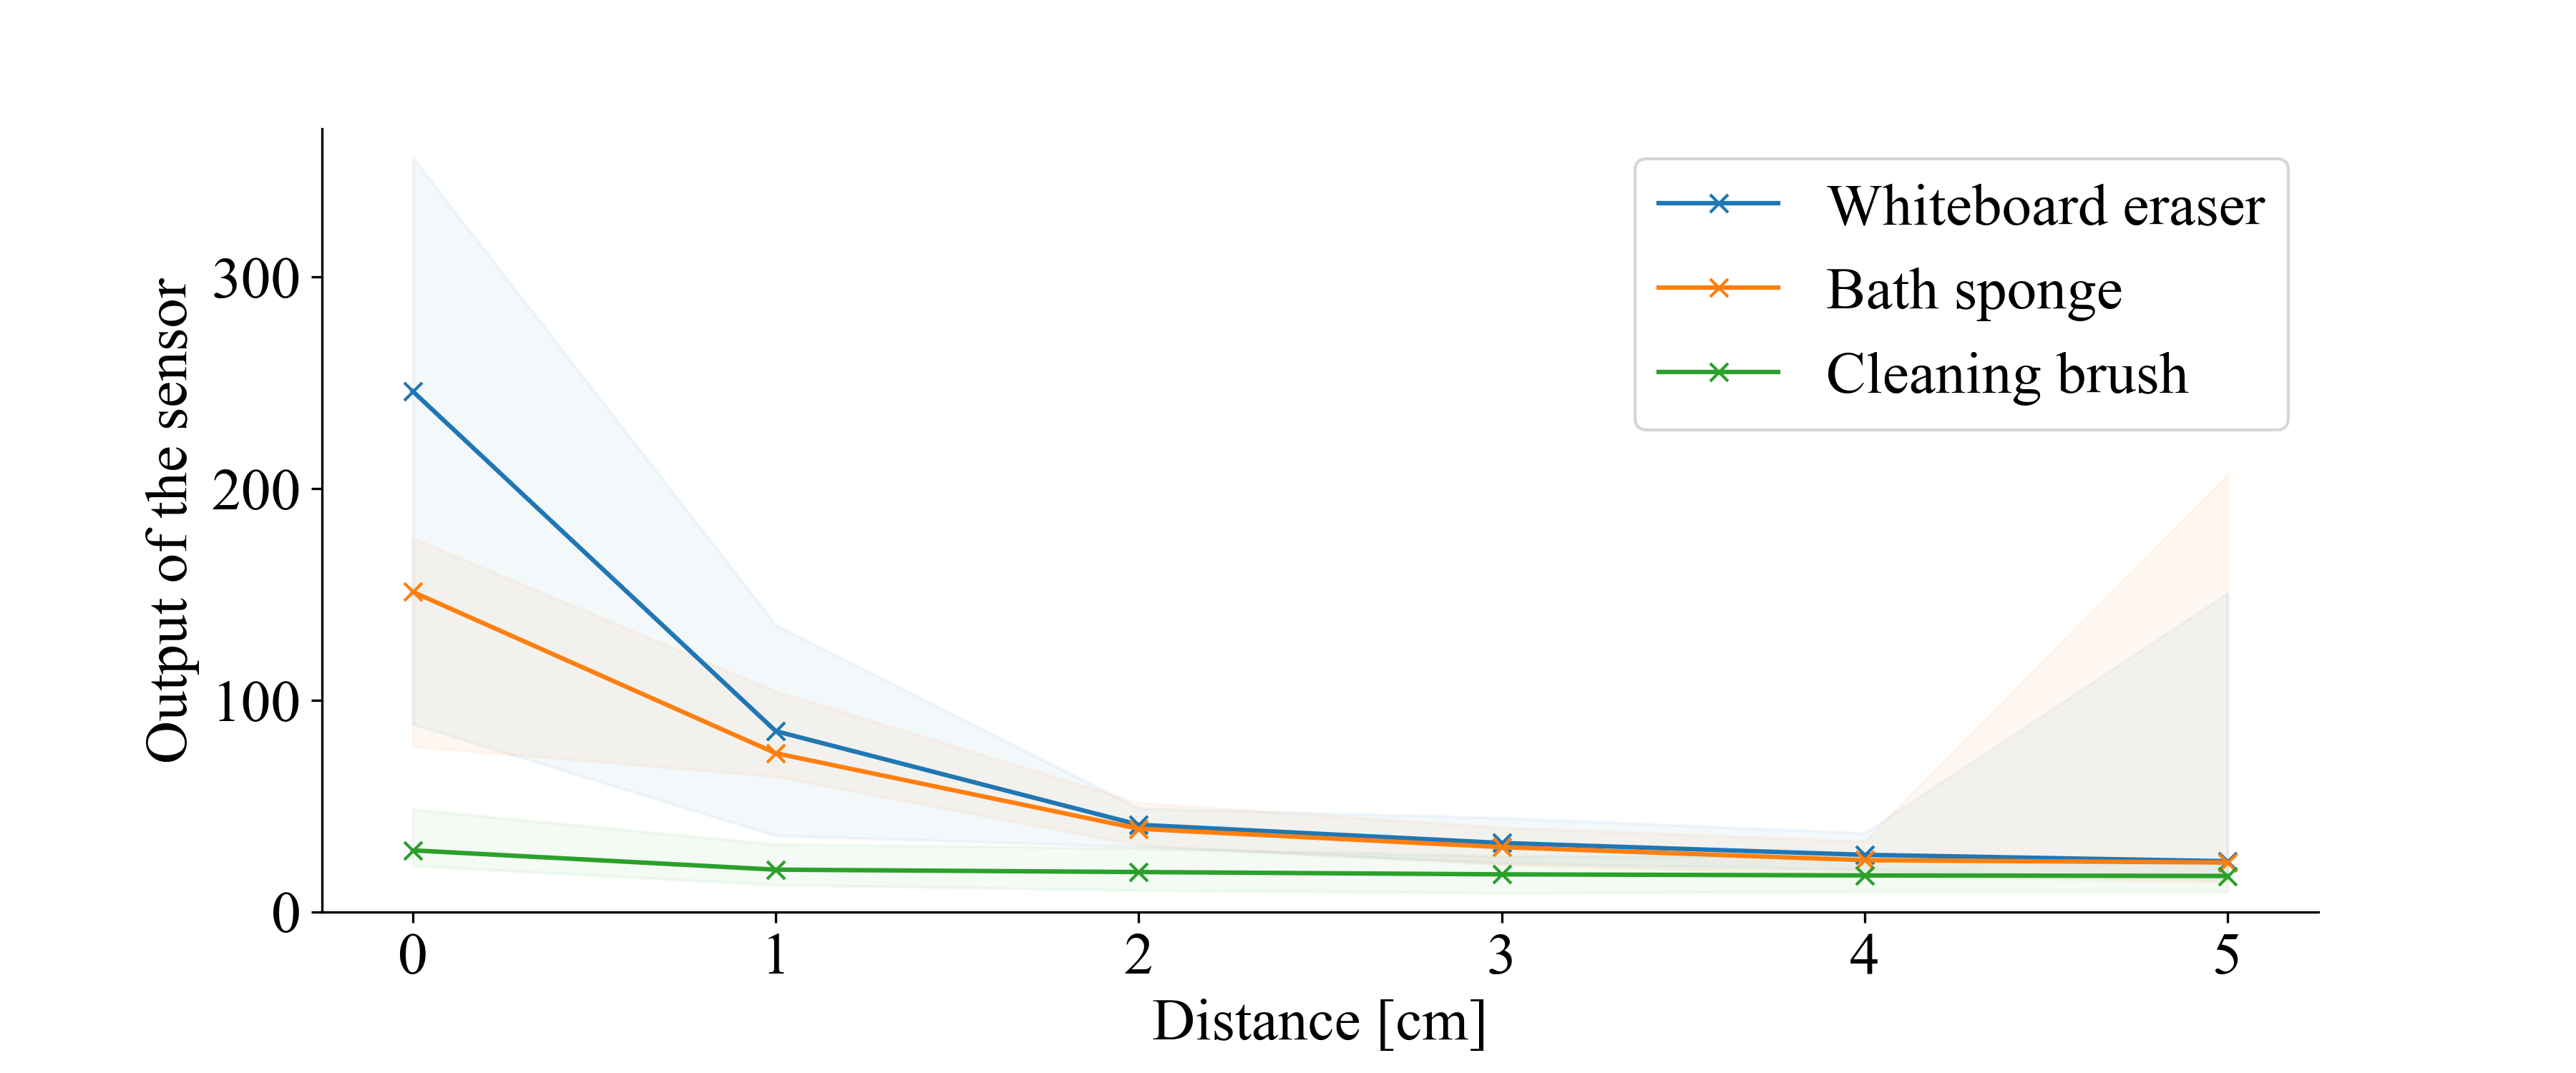 Whiteboard eraser
Bath sponge
Cleaning brush
Output of the sensor
300
200
100
0
0 1 2 3 4 5
Distance [cm]